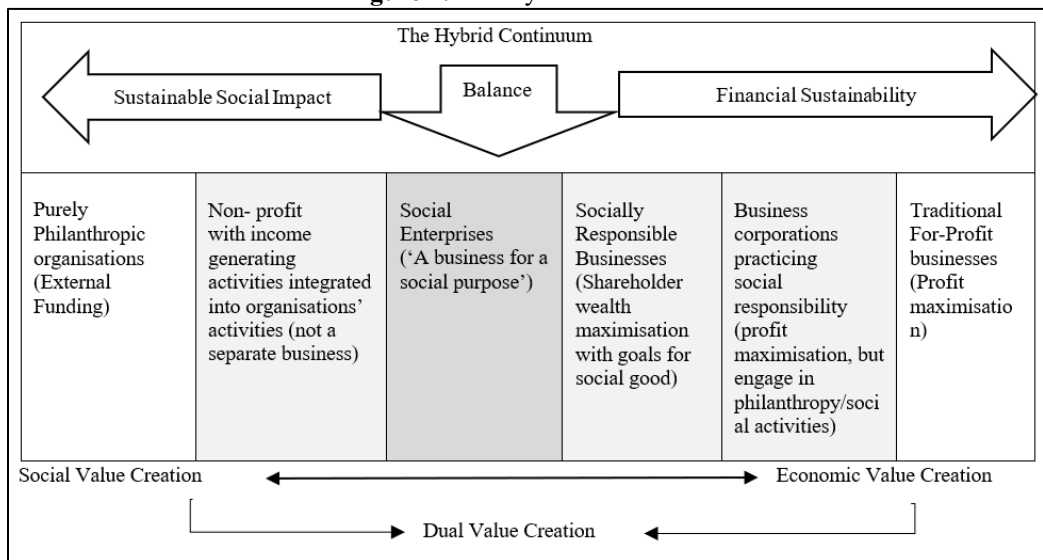 The Hybrid Continuum
Sustainable Social Impact
Balance
Financial Sustainability
Purely
Philanthropic
organisations
(External
Funding)
Non- profit
with income
generating
activities integrated
into organisations’
activities (not a
separate business)
Social
Enterprises
(‘A business for a
social purpose’)
Socially
Responsible
Businesses
(Shareholder
wealth
maximisation
with goals for
social good)
Business
corporations
practicing
social
responsibility
(profit
maximisation, but
engage in
philanthropy/soci
al activities)
Traditional
For-Profit
businesses
(Profit
maximisatio
n)
Social Value Creation
Economic Value Creation
Dual Value Creation